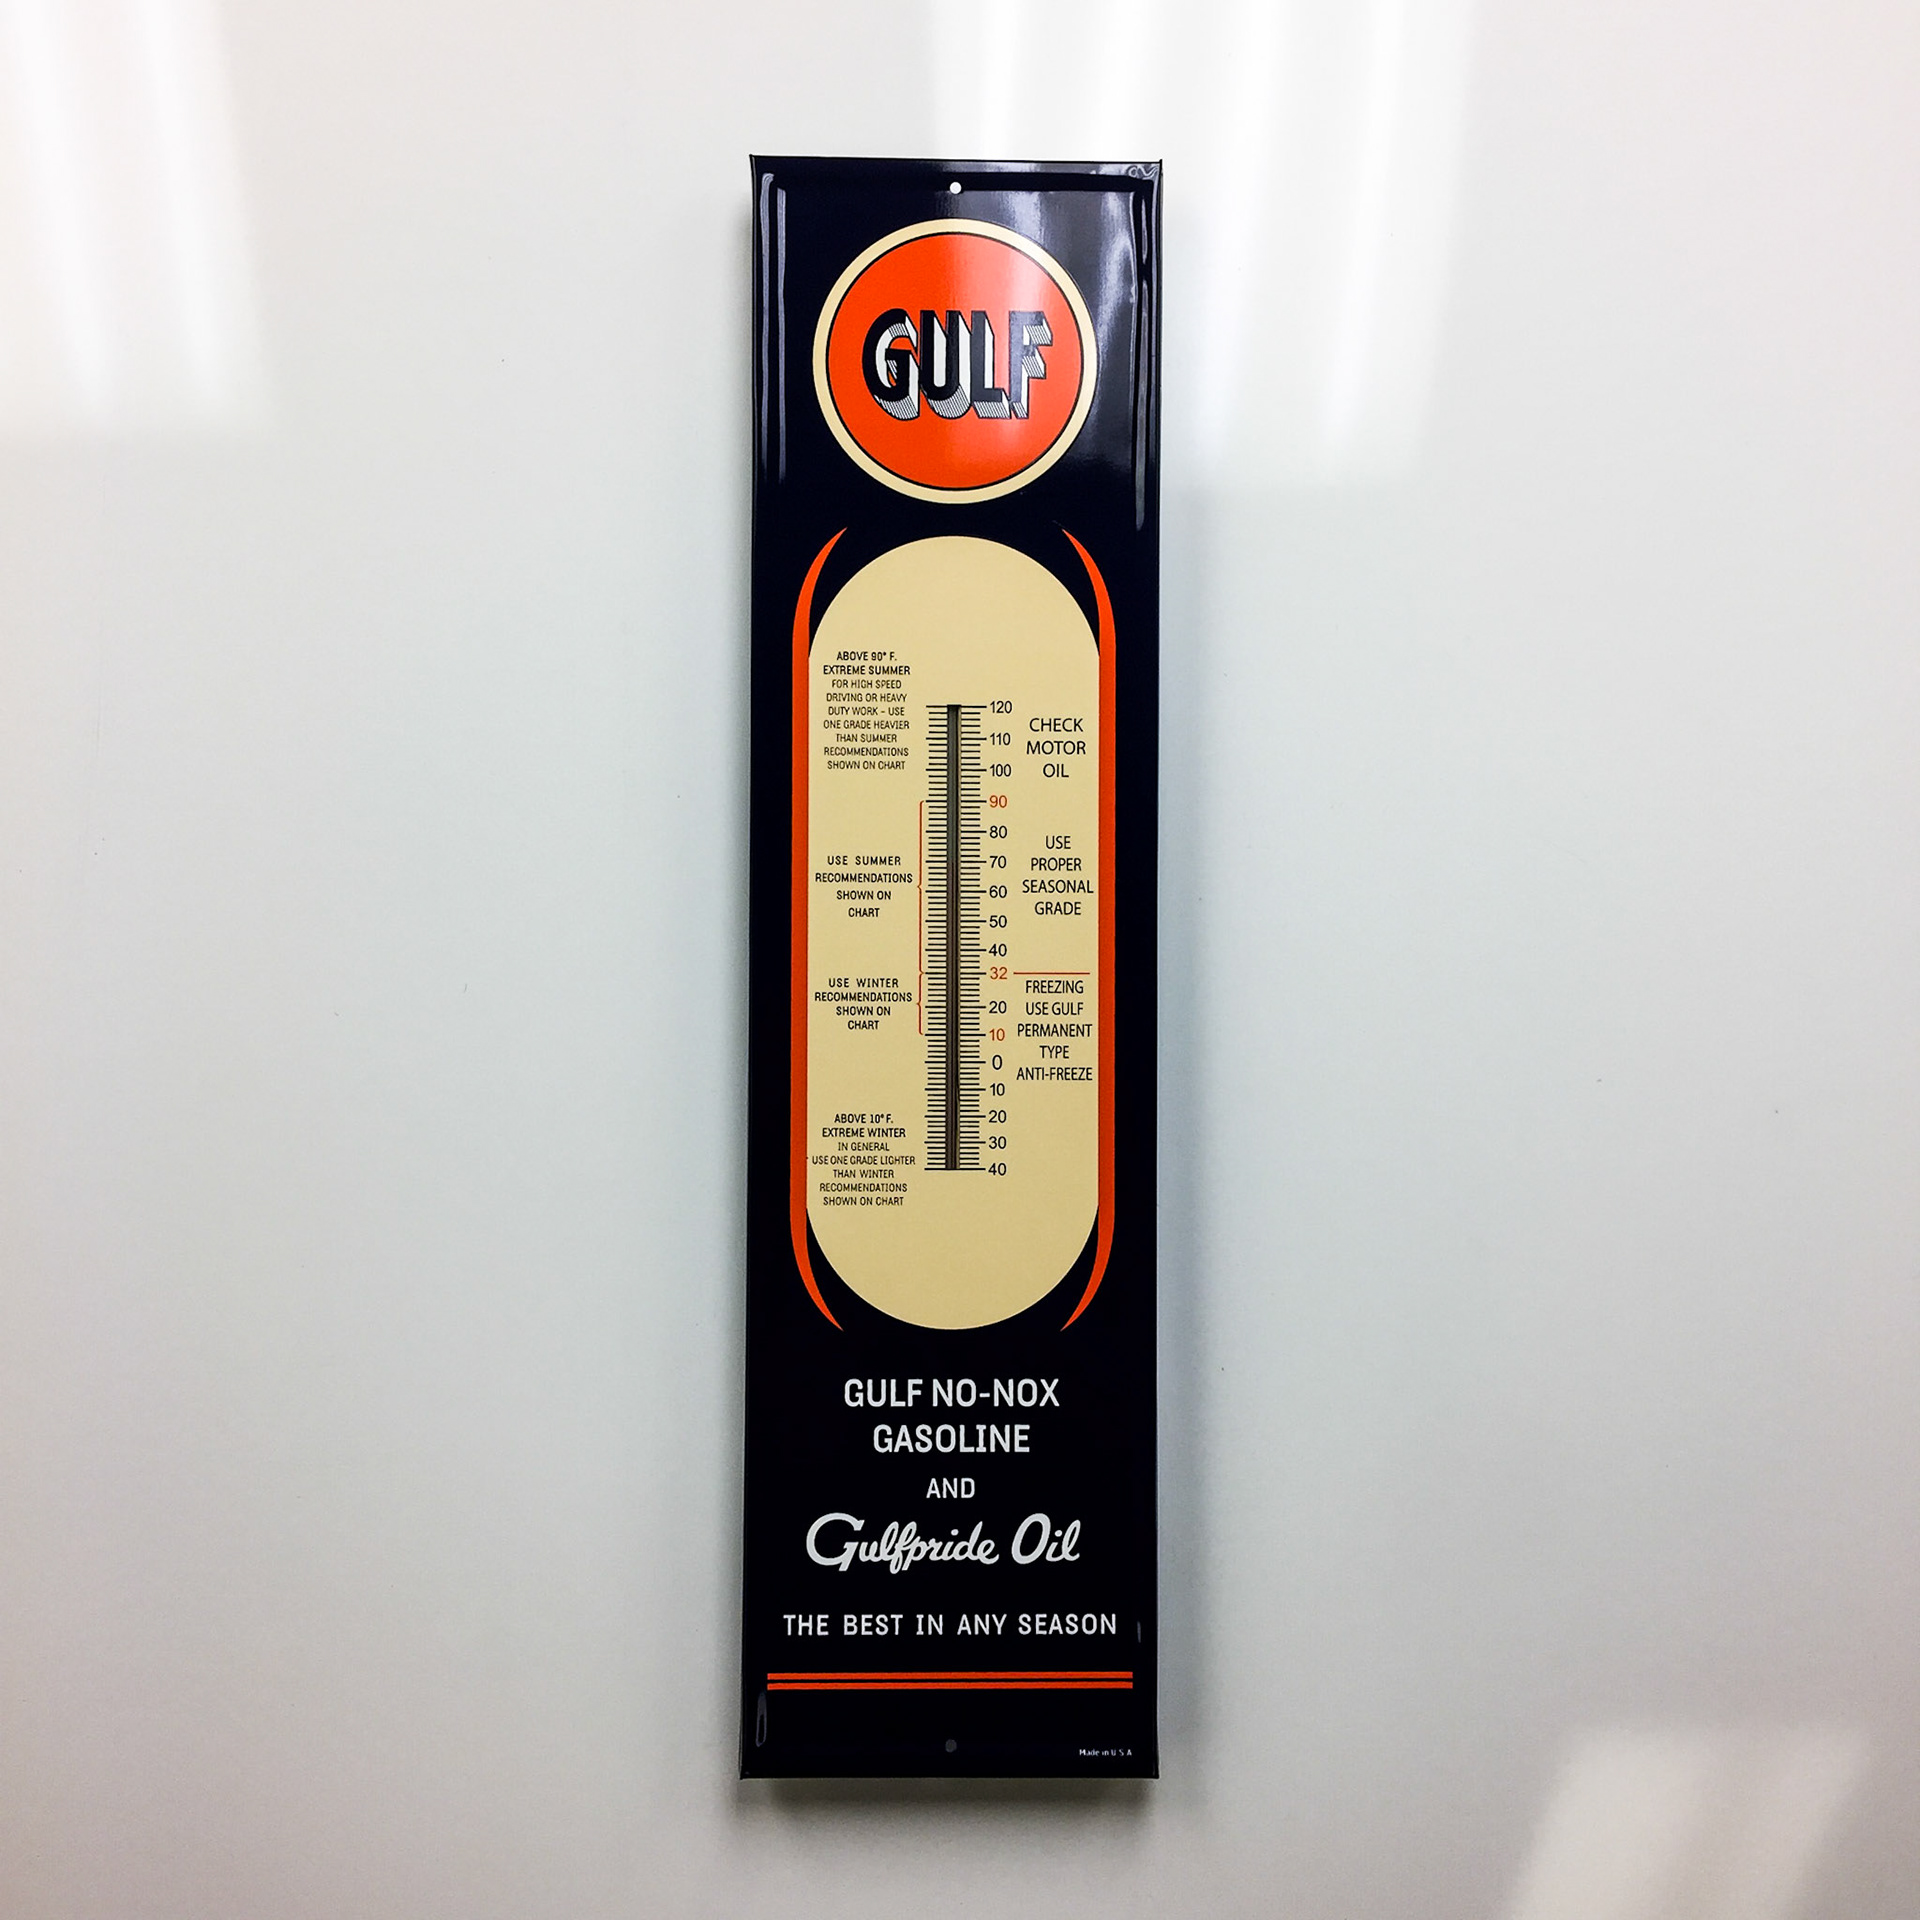 GULF
ABOVE 90° F.
EXTREME SUMMER
FOR HIGH SPEED
DRIVING OR HEAVY
DUTY WORK - USE
ONE GRADE HEAVIER
THAN SUMMER
RECOMMENDATIONS
SHOWN ON CHART
USE SUMMER
RECOMMENDATIONS
SHOWN ON
CHART
USE WINTER
RECOMMENDATIONS
SHOWN ON
CHART
ABOVE 10° F.
EXTREME WINTER
IN GENERAL
USE ONE GRADE LIGHTER
THAN WINTER
RECOMMENDATIONS
SHOWN ON CHART
120
110
100
90
80
70
60
50
40
32
20
10
0
10
20
30
40
CHECK
MOTOR
OIL
USE
PROPER
SEASONAL
GRADE
FREEZING
USE GULF
PERMANENT
TYPE
ANTI-FREEZE
GULF NO-NOX
GASOLINE
AND
Gulfpride Oil
THE BEST IN ANY SEASON
Made in U S A